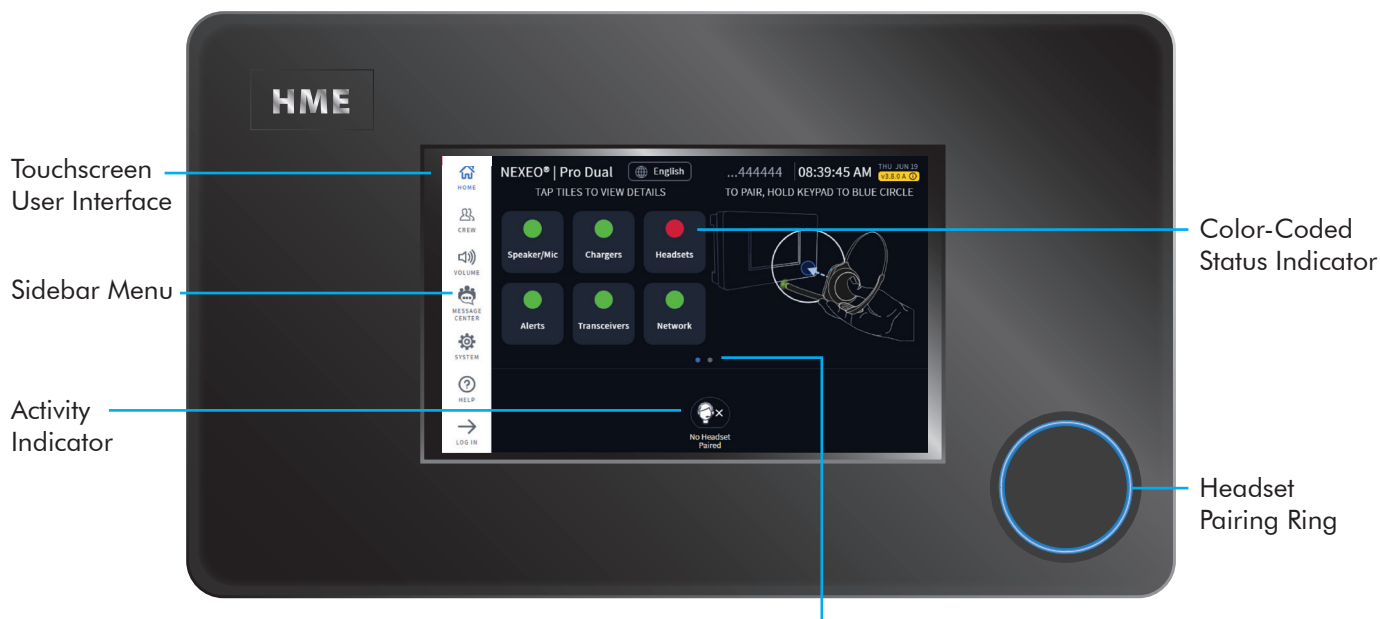 HME
Touchscreen
User Interface
Sidebar Menu
Activity
Indicator
HOME
CREW
VOLUME
MESSAGE
CENTER
SYSTEM
HELP
LOG IN
NEXEO® | Pro Dual
English
...444444
08:39:45 AM
THU JUN 19
v3.8.0 A
TAP TILES TO VIEW DETAILS
TO PAIR, HOLD KEYPAD TO BLUE CIRCLE
Speaker/Mic
Chargers
Headsets
Alerts
Transceivers
Network
No Headset
Paired
Color-Coded
Status Indicator
Headset
Pairing Ring